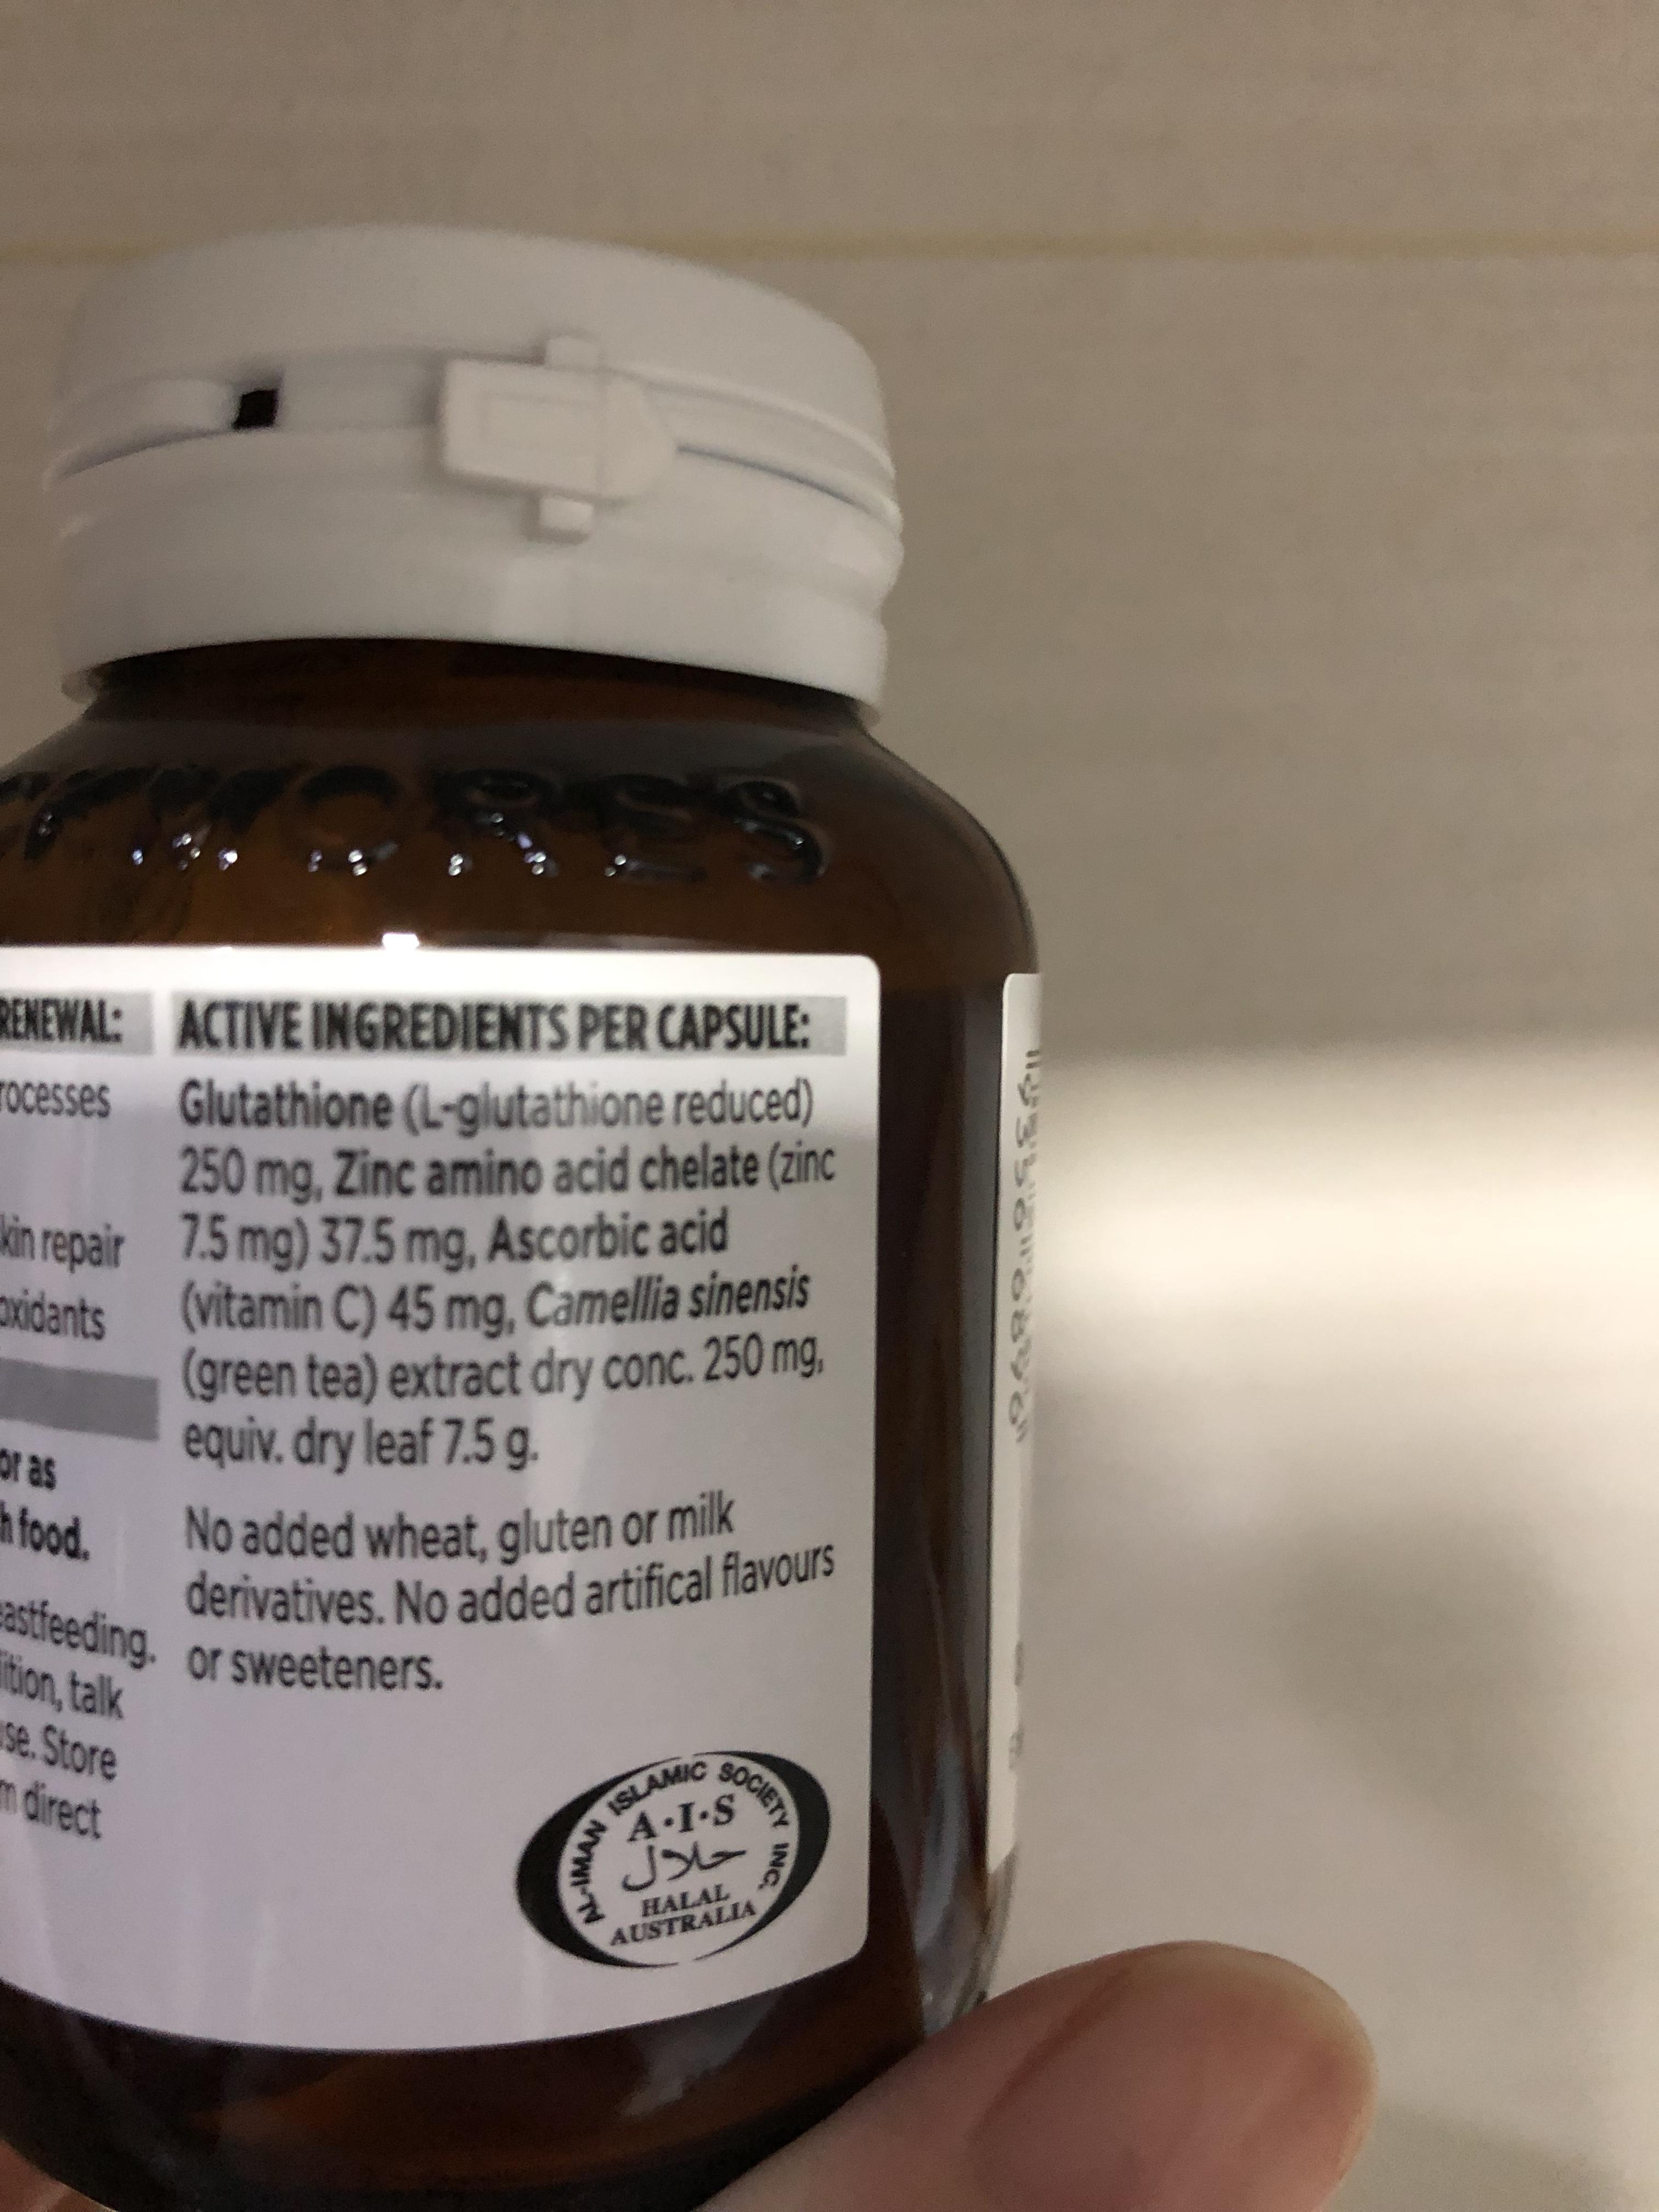 RENEWAL:
rocesses
kin repair
oxidants
or as
h food.
eastfeeding.
ition, talk
se. Store
m direct
ACTIVE INGREDIENTS PER CAPSULE:
Glutathione (L-glutathione reduced)
250 mg, Zinc amino acid chelate (zinc
7.5 mg) 37.5 mg, Ascorbic acid
(vitamin C) 45 mg, Camellia sinensis
(green tea) extract dry conc. 250 mg,
equiv. dry leaf 7.5 g.
No added wheat, gluten or milk
derivatives. No added artifical flavours
or sweeteners.
AL-IMAN ISLAMIC SOCIETY INC.
A·I·S
حلال
HALAL
AUSTRALIA